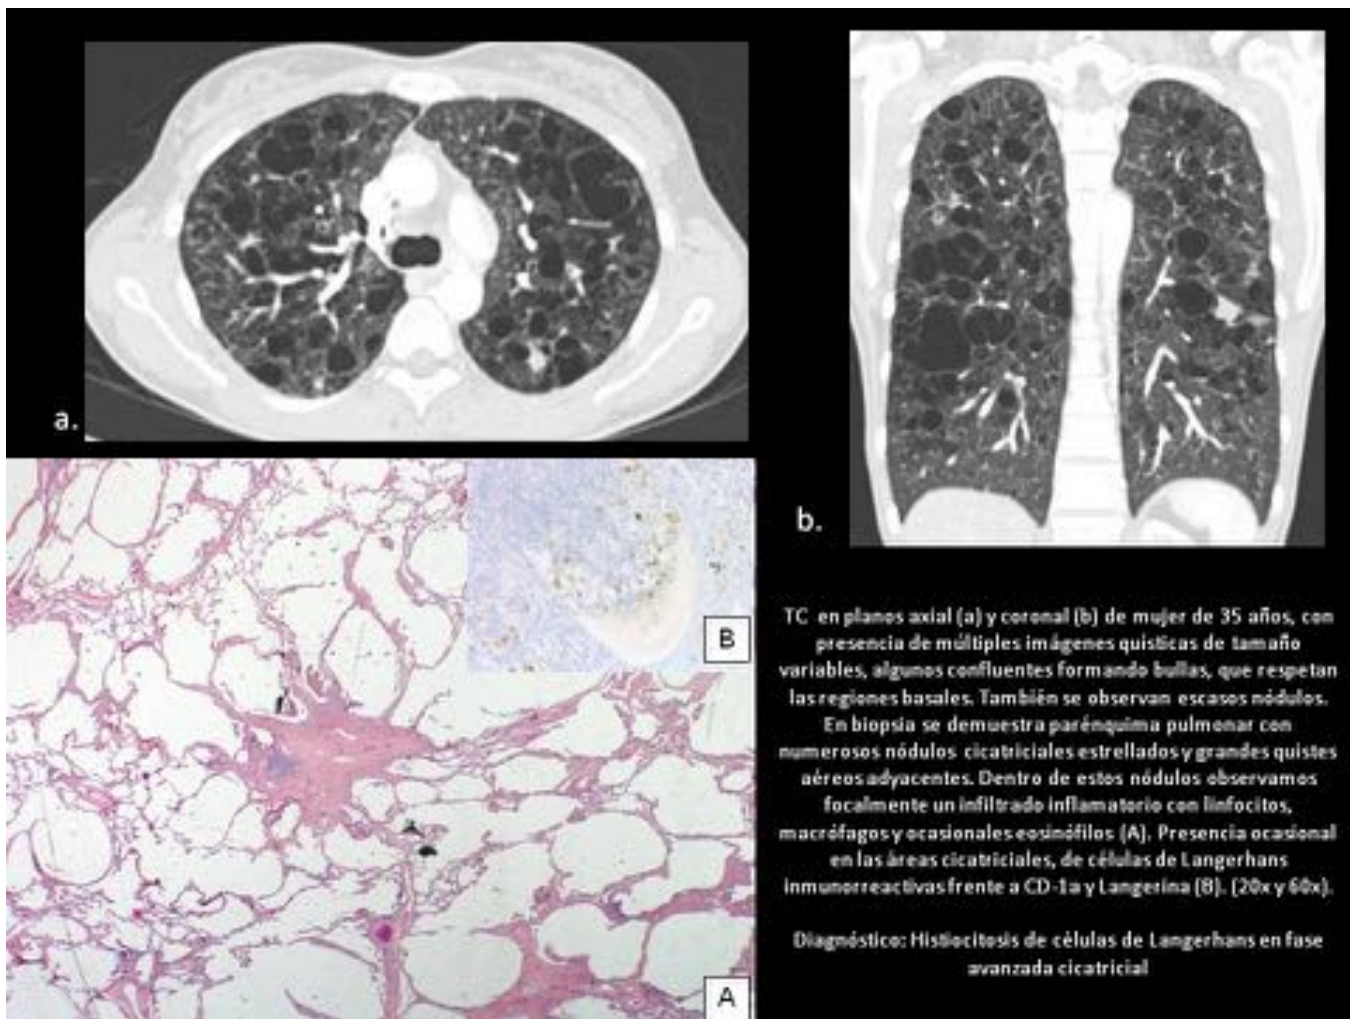 a.
b.
B
A
TC en planos axial (a) y coronal (b) de mujer de 35 años, con
presencia de múltiples imágenes quísticas de tamaño
variables, algunos confluentes formando bullas, que respetan
las regiones basales. También se observan escasos nódulos.
En biopsia se demuestra parénquima pulmonar con
numerosos nódulos cicatriciales estrellados y grandes quistes
aéreos adyacentes. Dentro de estos nódulos observamos
focalmente un infiltrado inflamatorio con linfocitos,
macrófagos y ocasionales eosinófilos (A). Presencia ocasional
en las áreas cicatriciales, de células de Langerhans
inmunorreactivas frente a CD-1a y Langerina (B). (20x y 60x).
Diagnóstico: Histiocitosis de células de Langerhans en fase
avanzada cicatricial